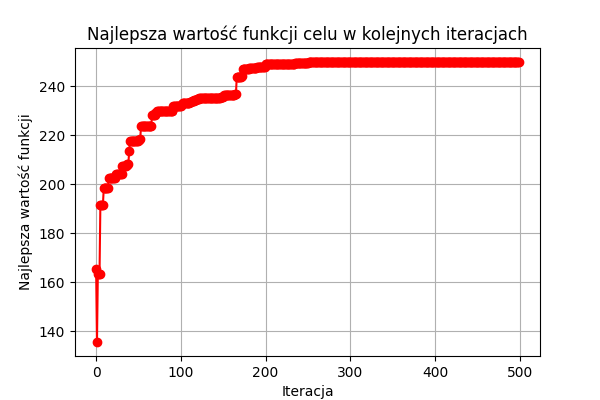 Najlepsza wartość funkcji celu w kolejnych iteracjach
Najlepsza wartość funkcji
240
220
200
180
160
140
0 100 200 300 400 500
Iteracja